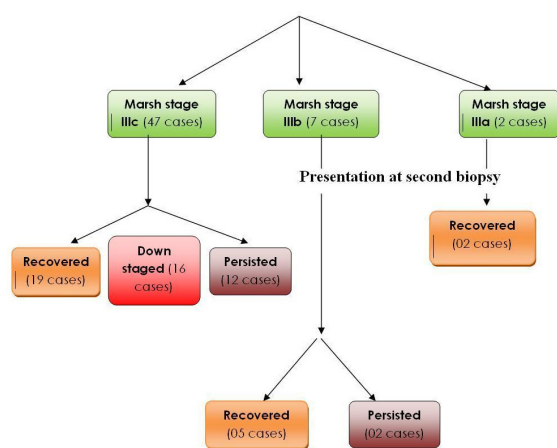 Marsh stage
IIIc (47 cases)
Marsh stage
IIIb (7 cases)
Marsh stage
IIIa (2 cases)
Presentation at second biopsy
Recovered
(02 cases)
Recovered
(19 cases)
Down
staged (16
cases)
Persisted
(12 cases)
Recovered
(05 cases)
Persisted
(02 cases)